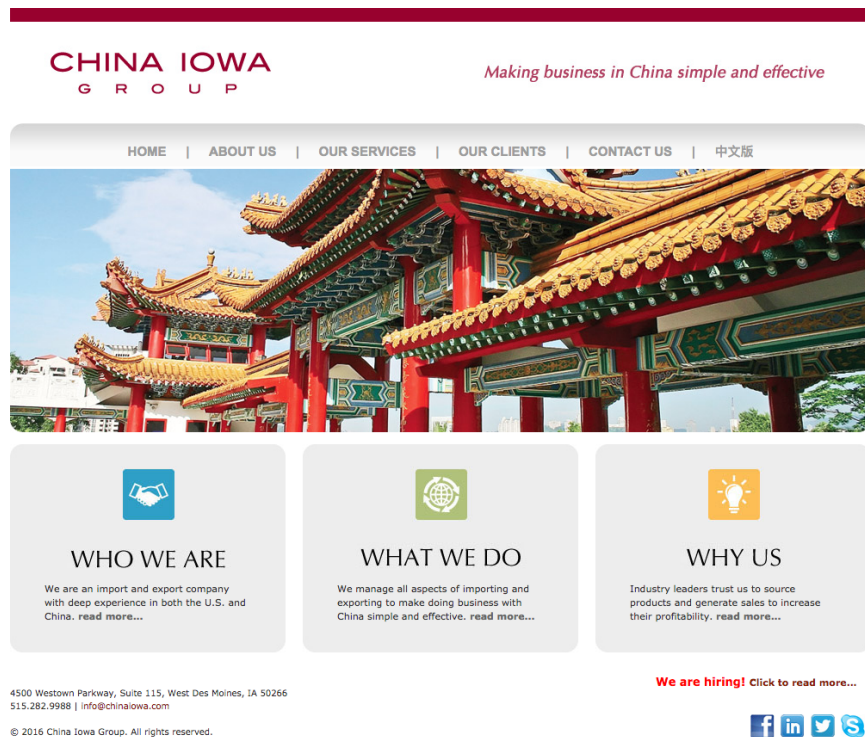 CHINA IOWA
GROUP
Making business in China simple and effective
HOME | ABOUT US | OUR SERVICES | OUR CLIENTS | CONTACT US | 中文版
WHO WE ARE
We are an import and export company
with deep experience in both the U.S. and
China. read more...
WHAT WE DO
We manage all aspects of importing and
exporting to make doing business with
China simple and effective. read more...
WHY US
Industry leaders trust us to source
products and generate sales to increase
their profitability. read more...
We are hiring! Click to read more...
4500 Westown Parkway, Suite 115, West Des Moines, IA 50266
515.282.9988 | info@chinaiowa.com
© 2016 China Iowa Group. All rights reserved.
f in S